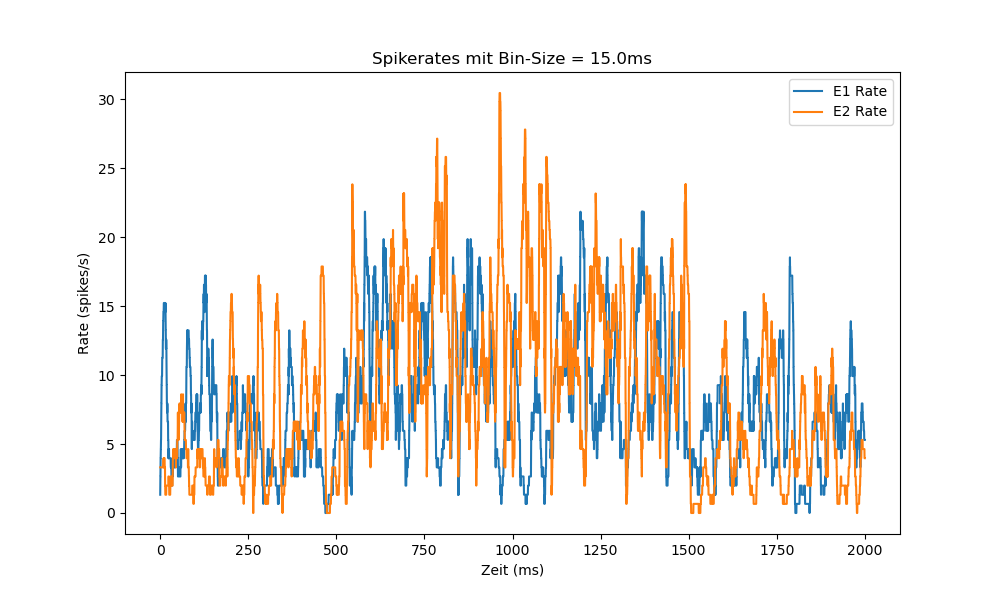 Spikerates mit Bin-Size = 15.0ms
E1 Rate
E2 Rate
Rate (spikes/s)
30
25
20
15
10
5
0
0 250 500 750 1000 1250 1500 1750 2000
Zeit (ms)